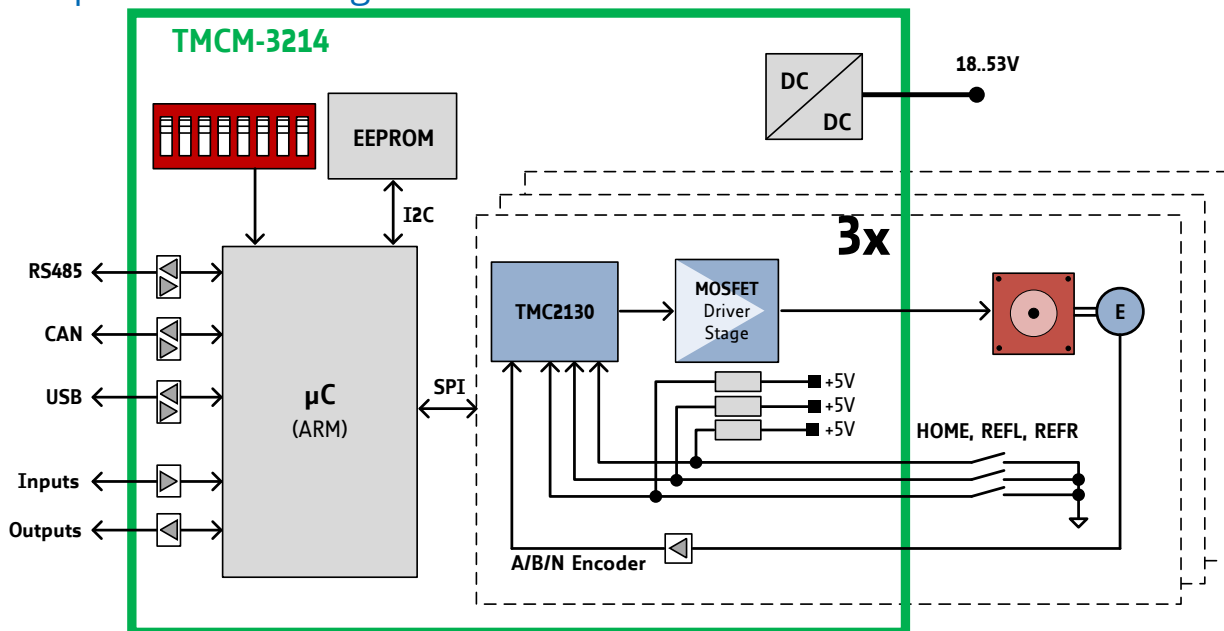 TMCM-3214
18..53V
DC
DC
EEPROM
I2C
3x
RS485
CAN
USB
Inputs
Outputs
µC
(ARM)
SPI
TMC2130
MOSFET
Driver
Stage
E
+5V
+5V
+5V
HOME, REFL, REFR
A/B/N Encoder